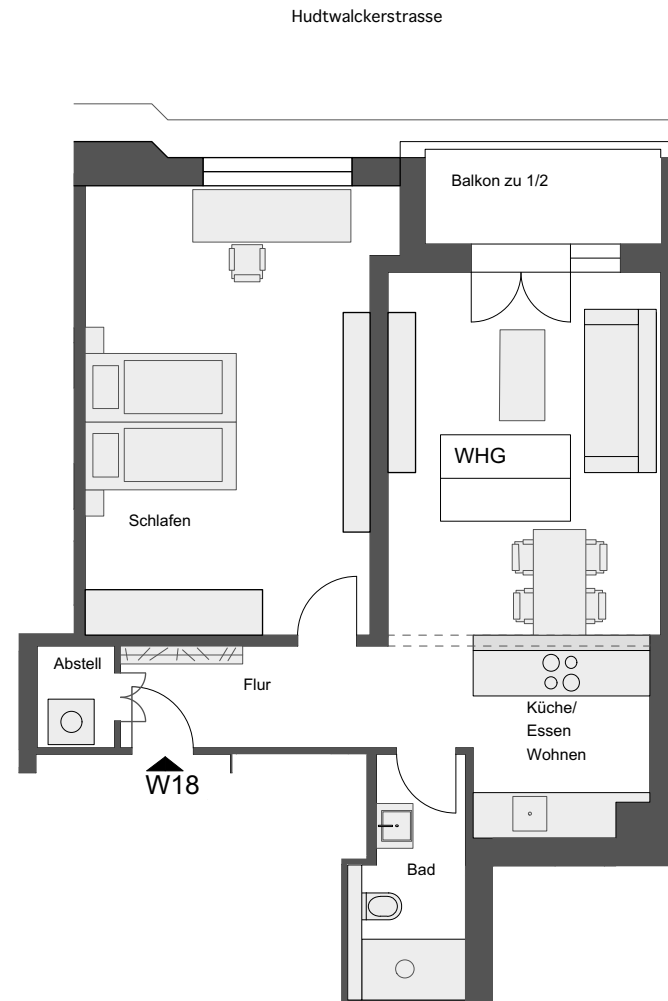 Hudtwalckerstrasse
Balkon zu 1/2
WHG
Schlafen
Abstell
Flur
Küche/
Essen
Wohnen
W18
Bad